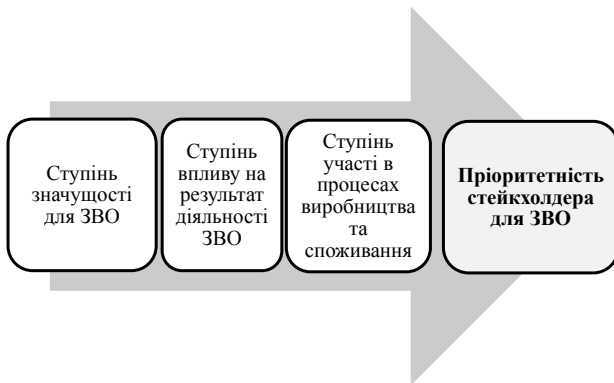 Ступінь
значущості
для ЗВО
Ступінь
впливу на
результат
діяльності
ЗВО
Ступінь
участі в
процесах
виробництва
та
споживання
Пріоритетність
стейкхолдера
для ЗВО